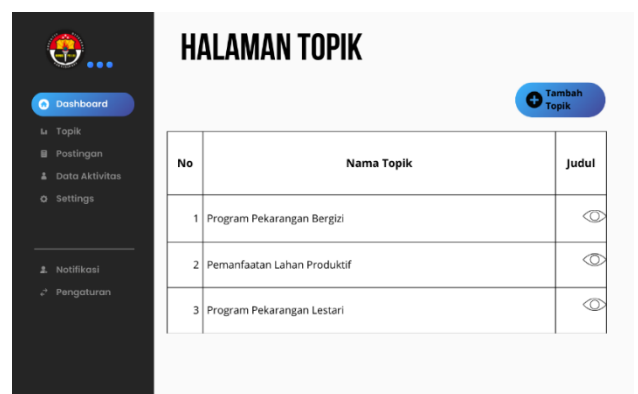 HALAMAN TOPIK
Tambah
Topik
Dashboard
Topik
Postingan
Data Aktivitas
Settings
Notifikasi
Pengaturan
No Nama Topik Judul
1 Program Pekarangan Bergizi
2 Pemanfaatan Lahan Produktif
3 Program Pekarangan Lestari